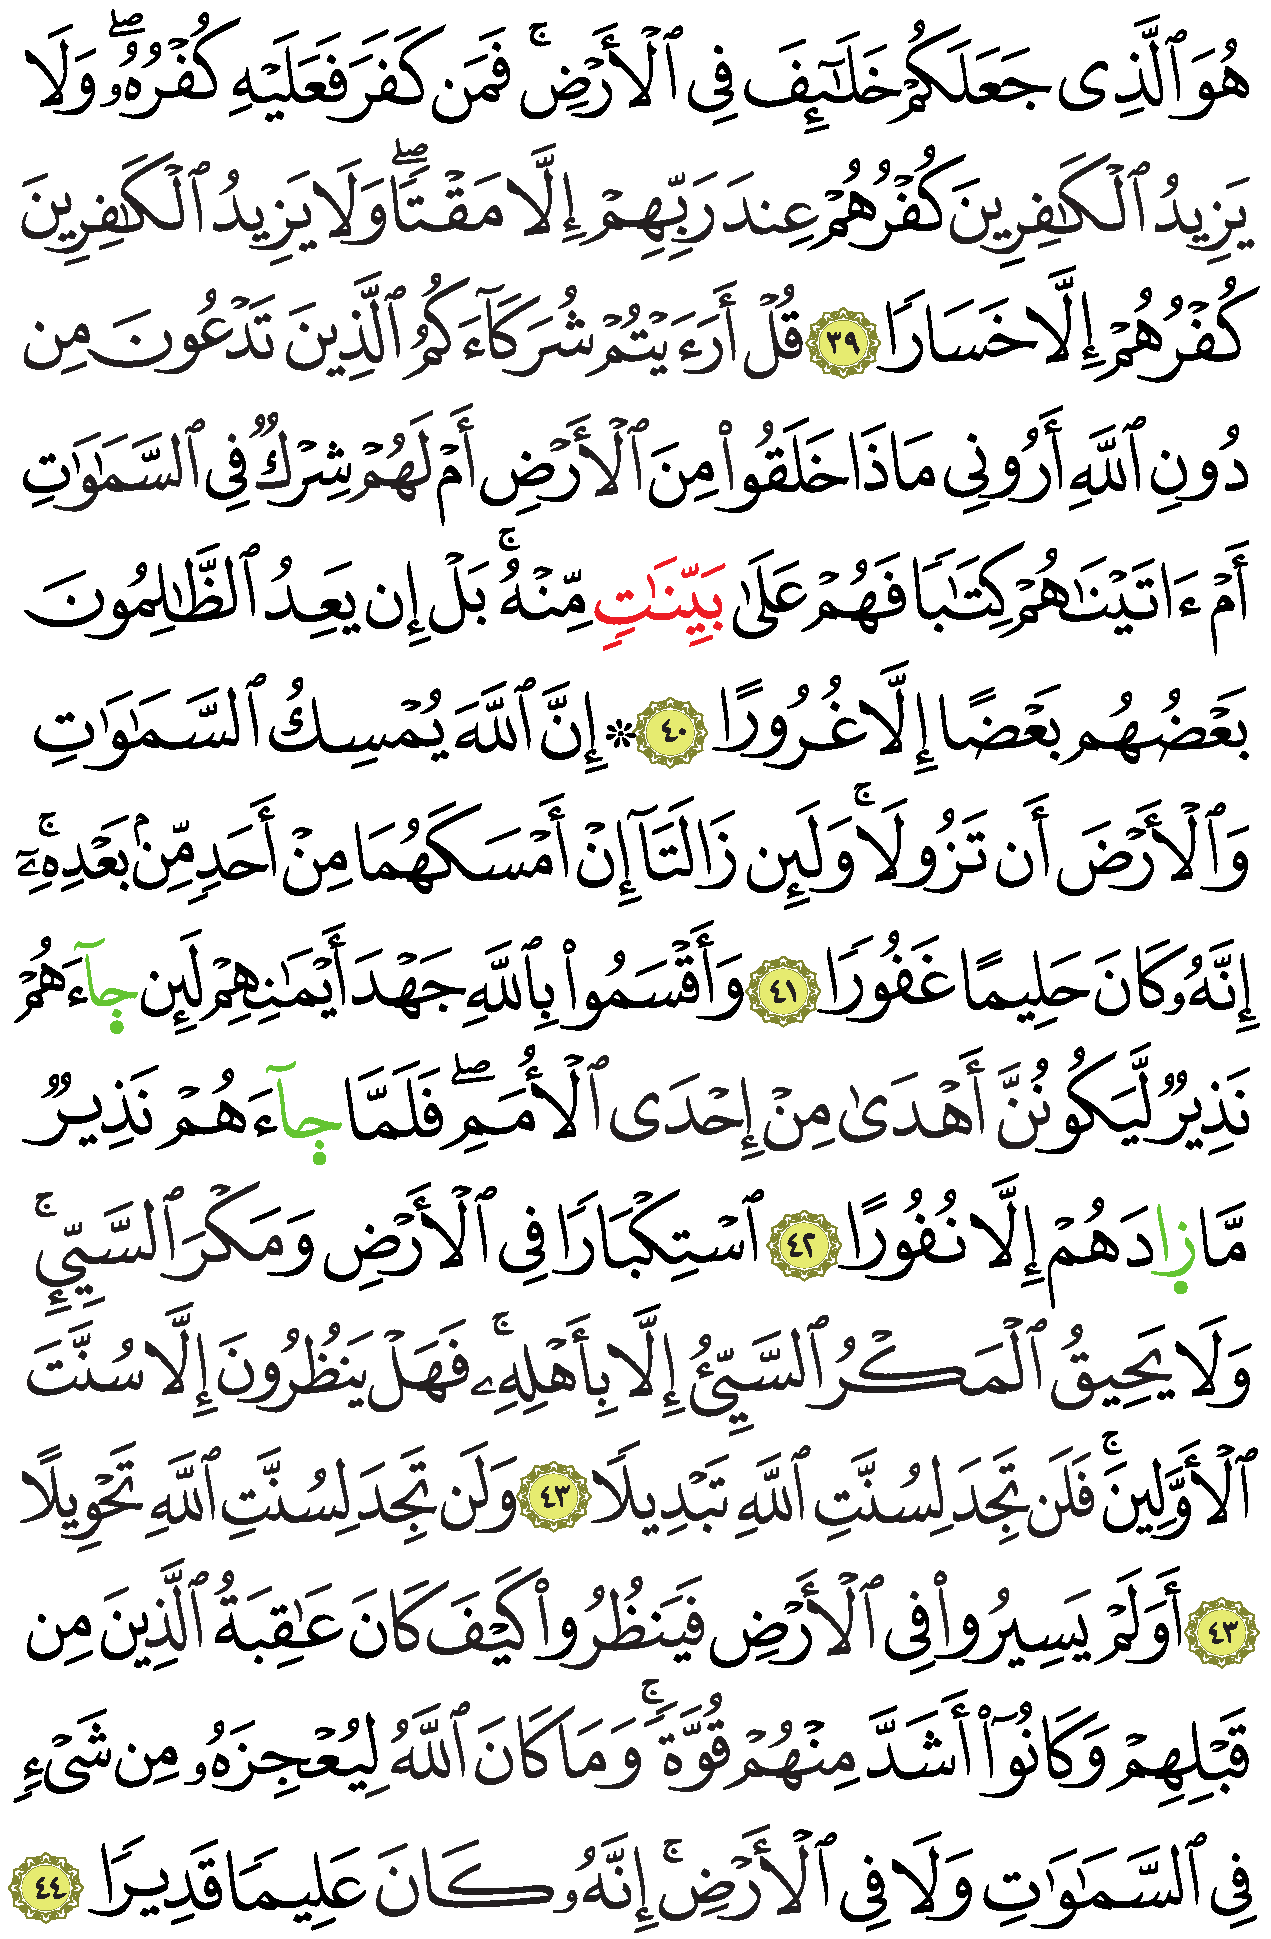 هُوَ ٱلَّذِى جَعَلَكُمْ خَلَٰٓئِفَ فِى ٱلْأَرْضِ ۚ فَمَن كَفَرَ فَعَلَيْهِ كُفْرُهُۥ ۖ وَلَا
يَزِيدُ ٱلْكَٰفِرِينَ كُفْرُهُمْ عِندَ رَبِّهِمْ إِلَّا مَقْتًا ۖ وَلَا يَزِيدُ ٱلْكَٰفِرِينَ
كُفْرُهُمْ إِلَّا خَسَارًا ٣٩ قُلْ أَرَءَيْتُمْ شُرَكَآءَكُمُ ٱلَّذِينَ تَدْعُونَ مِن
دُونِ ٱللَّهِ أَرُونِى مَاذَا خَلَقُوا۟ مِنَ ٱلْأَرْضِ أَمْ لَهُمْ شِرْكٌ فِى ٱلسَّمَٰوَٰتِ
أَمْ ءَاتَيْنَٰهُمْ كِتَٰبًا فَهُمْ عَلَىٰ بَيِّنَٰتٍ مِّنْهُ ۚ بَلْ إِن يَعِدُ ٱلظَّٰلِمُونَ
بَعْضُهُم بَعْضًا إِلَّا غُرُورًا ٤٠ ۞ إِنَّ ٱللَّهَ يُمْسِكُ ٱلسَّمَٰوَٰتِ
وَٱلْأَرْضَ أَن تَزُولَا ۚ وَلَئِن زَالَتَآ إِنْ أَمْسَكَهُمَا مِنْ أَحَدٍ مِّنۢ بَعْدِهِۦٓ ۚ
إِنَّهُۥ كَانَ حَلِيمًا غَفُورًا ٤١ وَأَقْسَمُوا۟ بِٱللَّهِ جَهْدَ أَيْمَٰنِهِمْ لَئِن جَآءَهُمْ
نَذِيرٌ لَّيَكُونُنَّ أَهْدَىٰ مِنْ إِحْدَى ٱلْأُمَمِ ۖ فَلَمَّا جَآءَهُمْ نَذِيرٌ
مَّا زَادَهُمْ إِلَّا نُفُورًا ٤٢ ٱسْتِكْبَارًا فِى ٱلْأَرْضِ وَمَكْرَ ٱلسَّيِّئِ ۚ
وَلَا يَحِيقُ ٱلْمَكْرُ ٱلسَّيِّئُ إِلَّا بِأَهْلِهِۦ ۚ فَهَلْ يَنظُرُونَ إِلَّا سُنَّتَ
ٱلْأَوَّلِينَ ۚ فَلَن تَجِدَ لِسُنَّتِ ٱللَّهِ تَبْدِيلًا ٤٣ وَلَن تَجِدَ لِسُنَّتِ ٱللَّهِ تَحْوِيلًا
٤٣ أَوَلَمْ يَسِيرُوا۟ فِى ٱلْأَرْضِ فَيَنظُرُوا۟ كَيْفَ كَانَ عَٰقِبَةُ ٱلَّذِينَ مِن
قَبْلِهِمْ وَكَانُوٓا۟ أَشَدَّ مِنْهُمْ قُوَّةً ۚ وَمَا كَانَ ٱللَّهُ لِيُعْجِزَهُۥ مِن شَىْءٍ
فِى ٱلسَّمَٰوَٰتِ وَلَا فِى ٱلْأَرْضِ ۚ إِنَّهُۥ كَانَ عَلِيمًا قَدِيرًا ٤٤